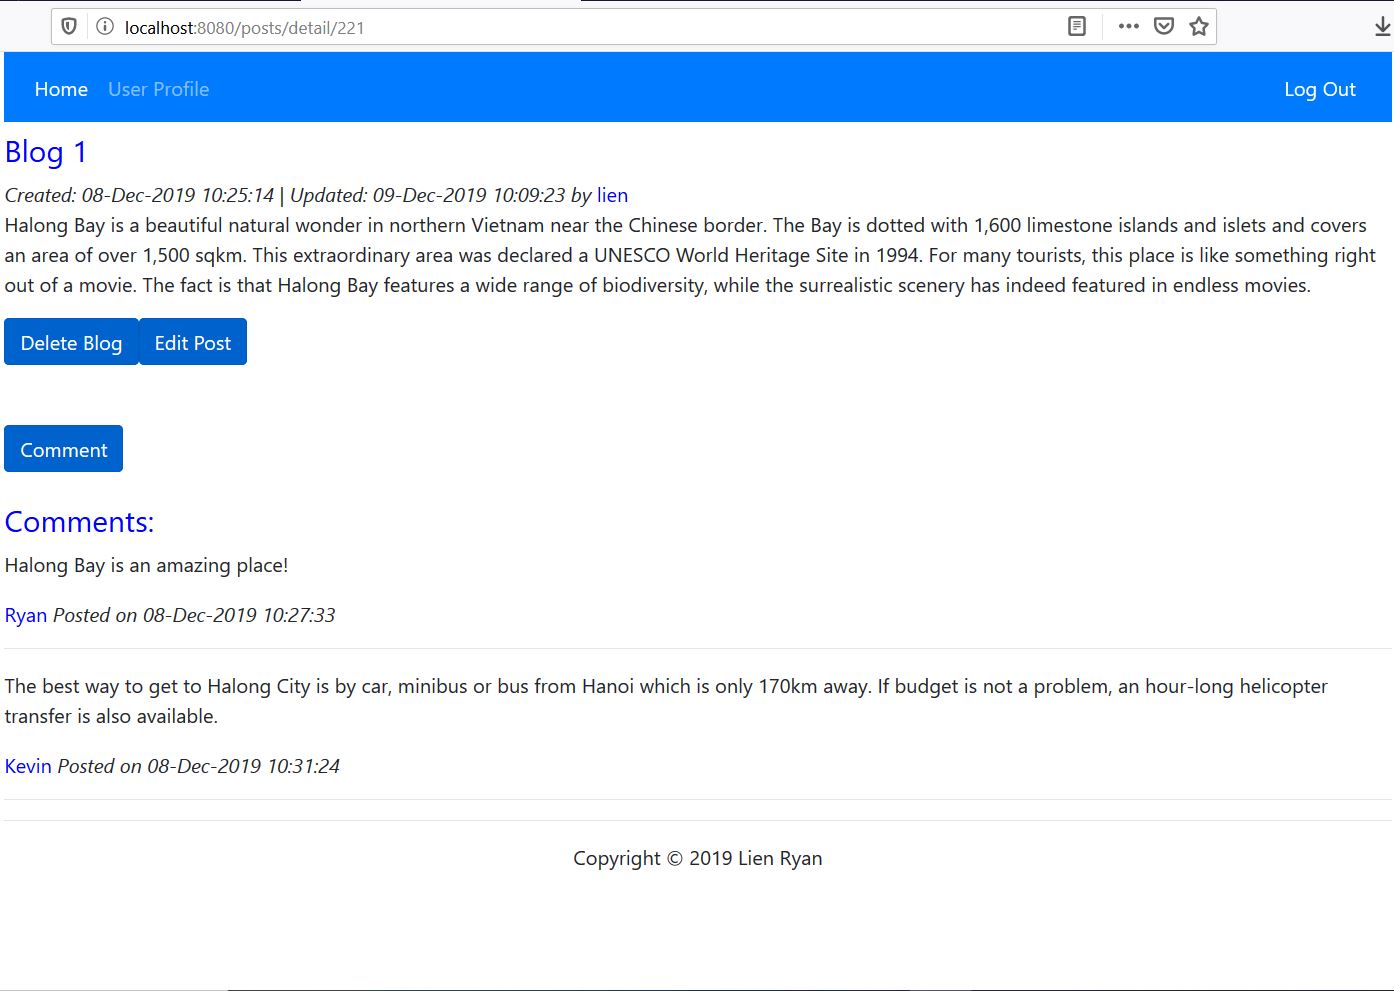 localhost:8080/posts/detail/221
Home User Profile Log Out
Blog 1
Created: 08-Dec-2019 10:25:14 | Updated: 09-Dec-2019 10:09:23 by lien
Halong Bay is a beautiful natural wonder in northern Vietnam near the Chinese border. The Bay is dotted with 1,600 limestone islands and islets and covers
an area of over 1,500 sqkm. This extraordinary area was declared a UNESCO World Heritage Site in 1994. For many tourists, this place is like something right
out of a movie. The fact is that Halong Bay features a wide range of biodiversity, while the surrealistic scenery has indeed featured in endless movies.
Delete Blog Edit Post
Comment
Comments:
Halong Bay is an amazing place!
Ryan Posted on 08-Dec-2019 10:27:33
The best way to get to Halong City is by car, minibus or bus from Hanoi which is only 170km away. If budget is not a problem, an hour-long helicopter
transfer is also available.
Kevin Posted on 08-Dec-2019 10:31:24
Copyright © 2019 Lien Ryan